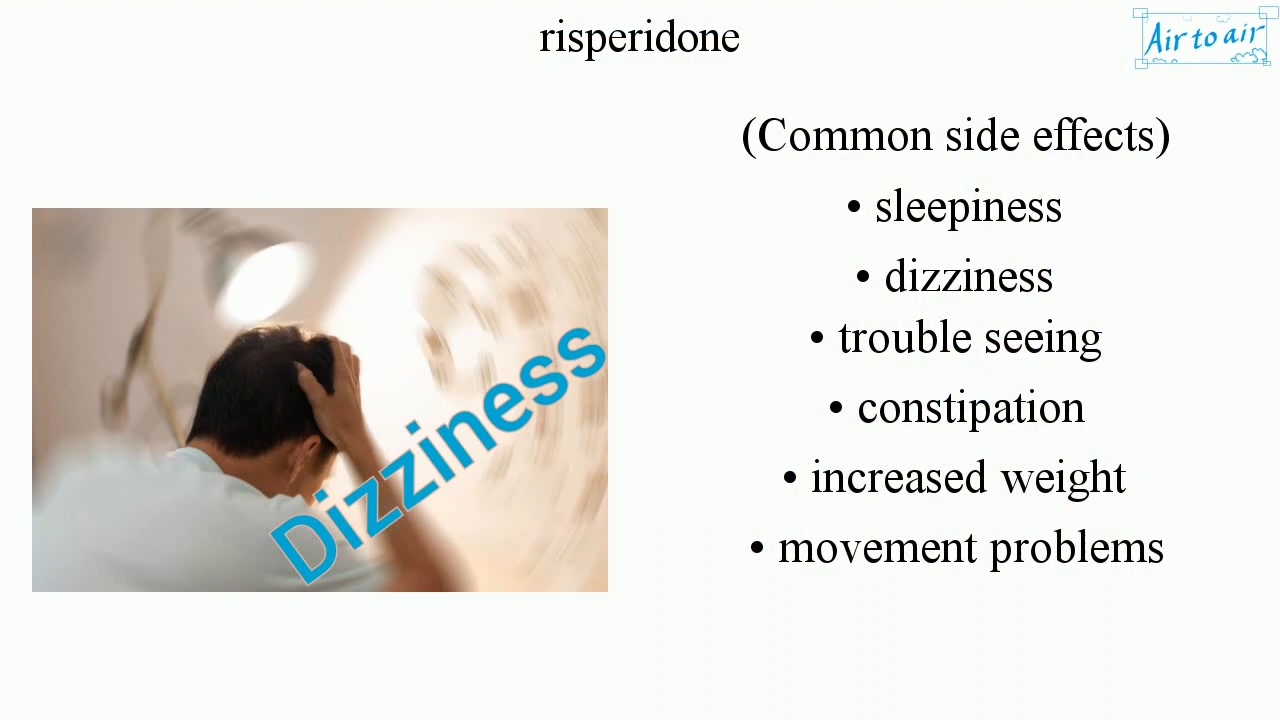 risperidone
Air to air
(Common side effects)
• sleepiness
• dizziness
• trouble seeing
• constipation
• increased weight
• movement problems
Dizziness